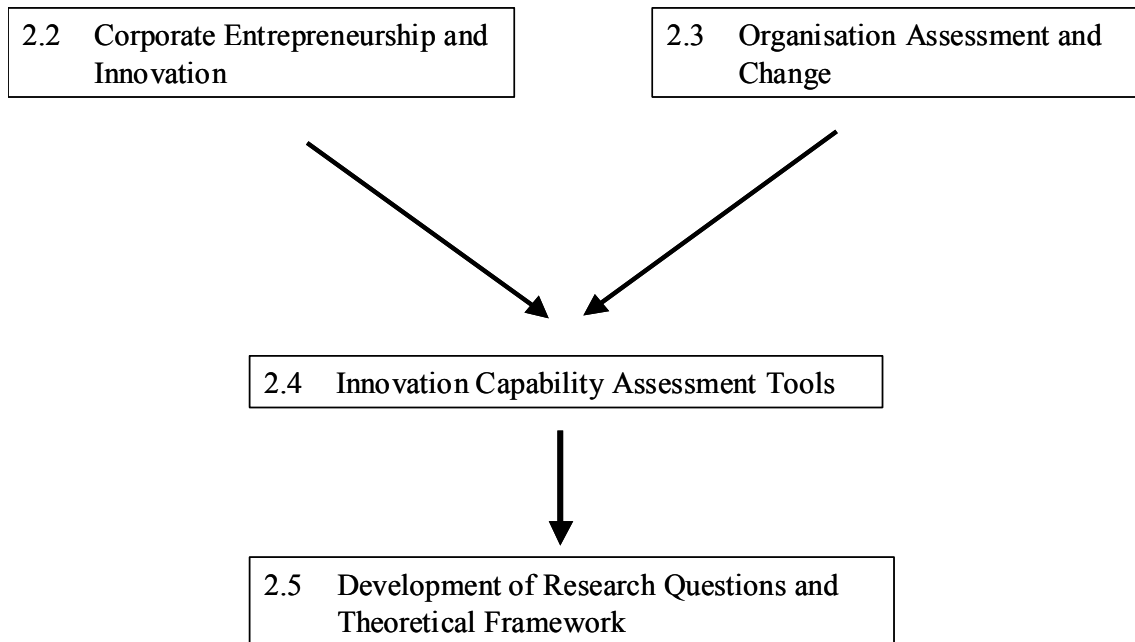 2.2 Corporate Entrepreneurship and
Innovation
2.3 Organisation Assessment and
Change
2.4 Innovation Capability Assessment Tools
2.5 Development of Research Questions and
Theoretical Framework